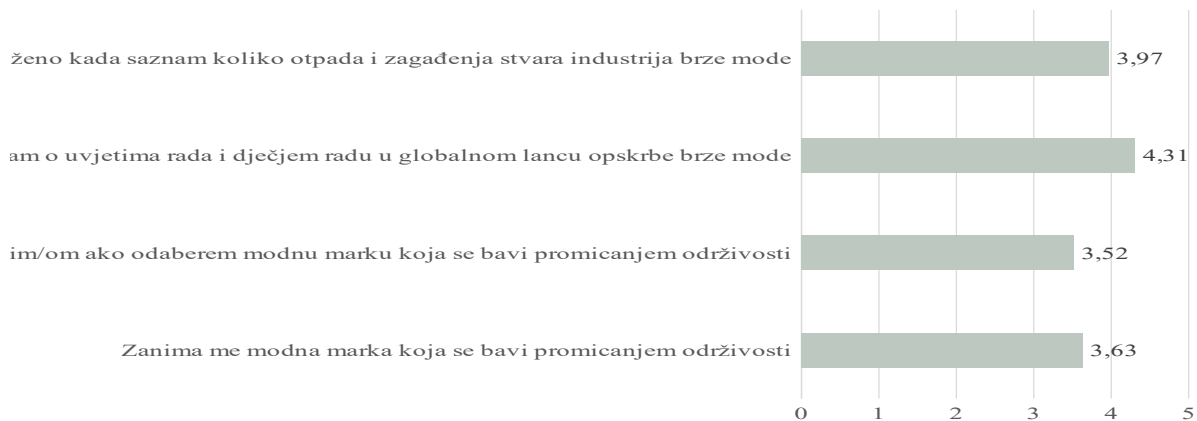 ženo kada saznam koliko otpada i zagađenja stvara industrija brze mode
3,97
am o uvjetima rada i dječjem radu u globalnom lancu opskrbe brze mode
4,31
im/om ako odaberem modnu marku koja se bavi promicanjem održivosti
3,52
Zanima me modna marka koja se bavi promicanjem održivosti
3,63
0 1 2 3 4 5